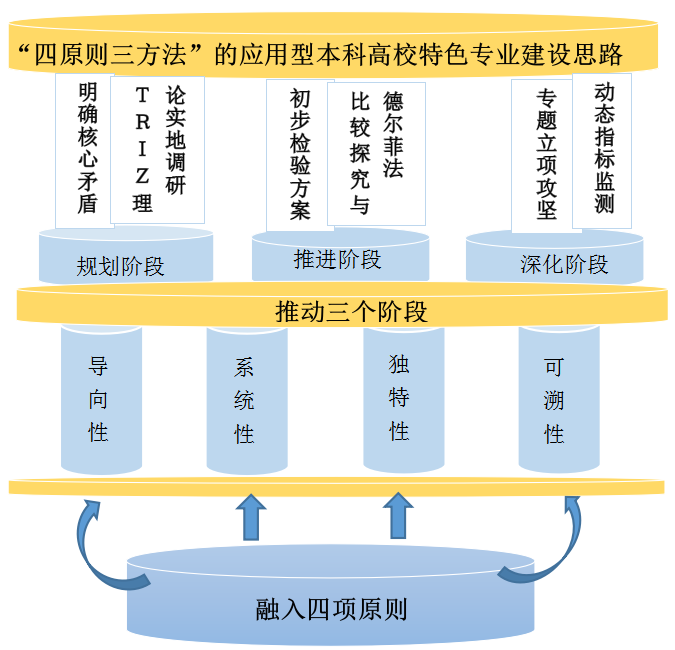 “四原则三方法”的应用型本科高校特色专业建设思路
明确核心矛盾
论实地调研
TRIZ理
初步检验方案
德尔菲法
比较探究与
专题立项攻坚
动态指标监测
规划阶段
推进阶段
深化阶段
推动三个阶段
导向性
系统性
独特性
可溯性
融入四项原则